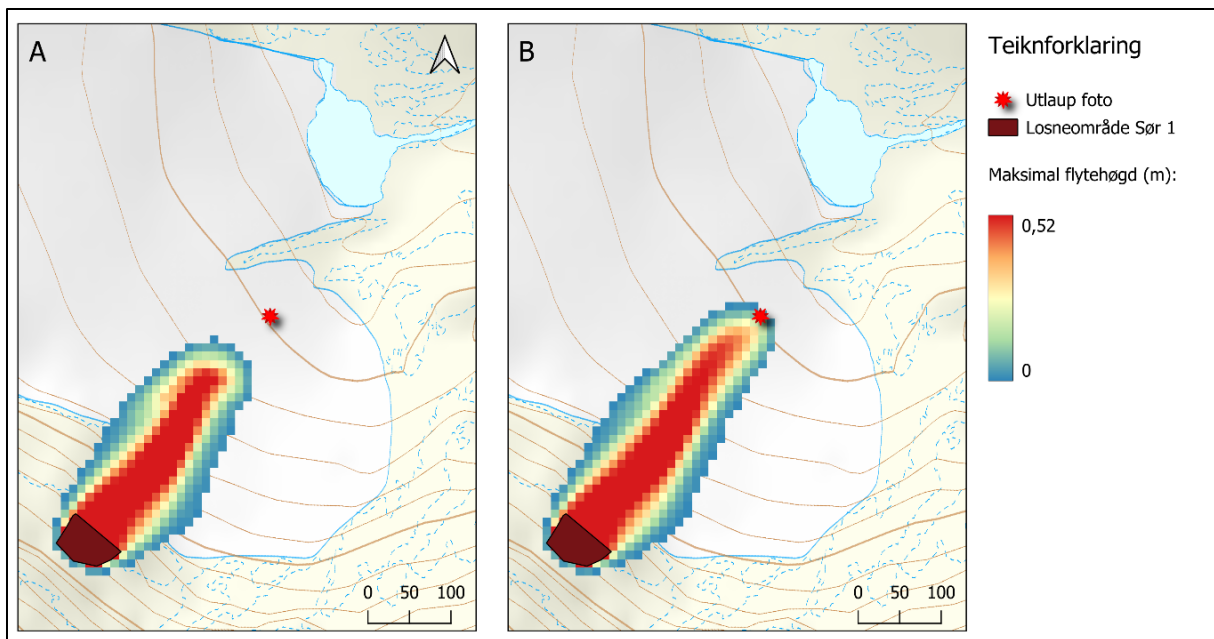 A
B
0 50 100
0 50 100
Teiknforklaring
Utlaup foto
Losneområde Sør 1
Maksimal flytehøgd (m):
0,52
0